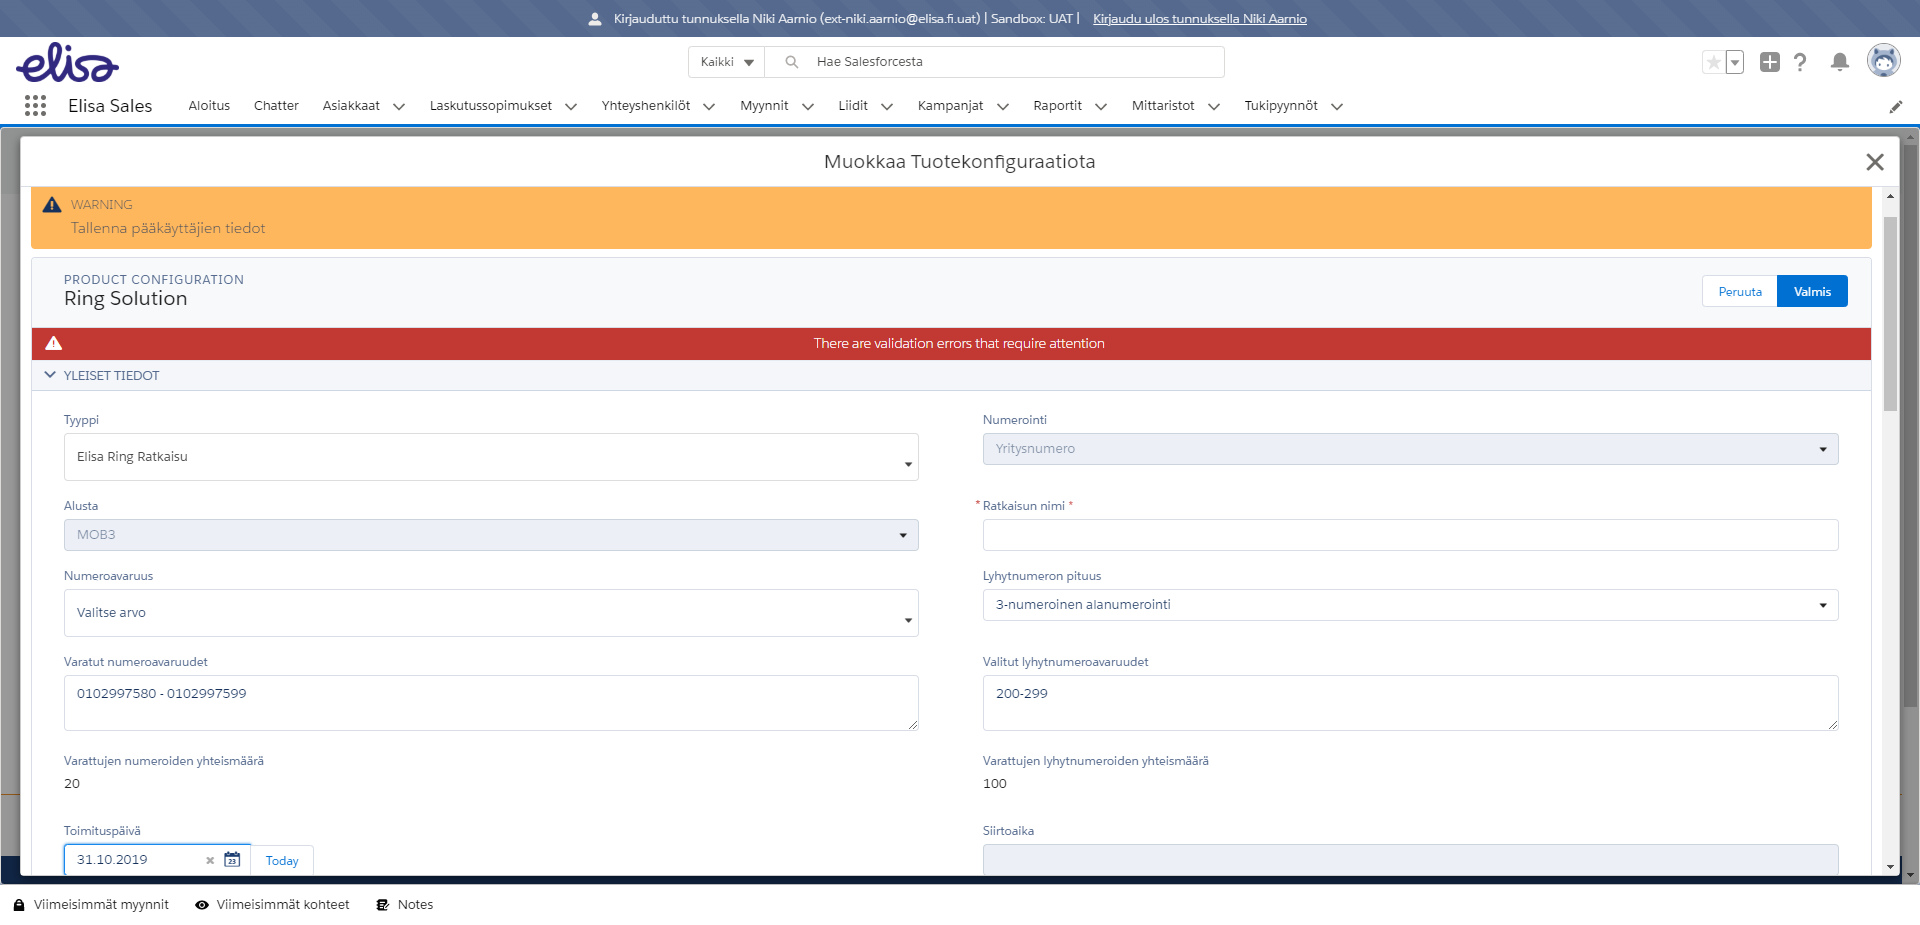 Kirjauduttu tunnuksella Niki Aarnio (ext-niki.aarnio@elisa.fi.uat) | Sandbox: UAT | Kirjaudu ulos tunnuksella Niki Aarnio
elisa
Kaikki Hae Salesforcesta
Elisa Sales Aloitus Chatter Asiakkaat Laskutussopimukset Yhteyshenkilöt Myynnit Liidit Kampanjat Raportit Mittaristot Tukipyynnöt
Muokkaa Tuotekonfiguraatiota
WARNING
Tallenna pääkäyttäjien tiedot
PRODUCT CONFIGURATION
Ring Solution
Peruuta Valmis
There are validation errors that require attention
YLEISET TIEDOT
Tyyppi Numerointi
Elisa Ring Ratkaisu Yritysnumero
Alusta * Ratkaisun nimi *
MOB3
Numeroavaruus Lyhytnumeron pituus
Valitse arvo 3-numeroinen alanumerointi
Varatut numeroavaruudet Valitut lyhytnumeroavaruudet
0102997580 - 0102997599 200-299
Varattujen numeroiden yhteismäärä Varattujen lyhytnumeroiden yhteismäärä
20 100
Toimituspäivä Siirtoaika
31.10.2019 23 Today
Viimeisimmät myynnit Viimeisimmät kohteet Notes